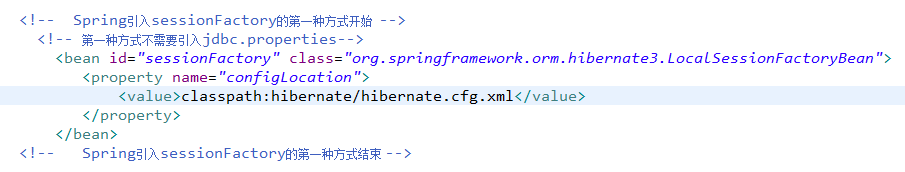 <!-- Spring引入sessionFactory的第一种方式开始 -->
<!-- 第一种方式不需要引入jdbc.properties-->
<bean id="sessionFactory" class="org.springframework.orm.hibernate3.LocalSessionFactoryBean">
<property name="configLocation">
<value>classpath:hibernate/hibernate.cfg.xml</value>
</property>
</bean>
<!-- Spring引入sessionFactory的第一种方式结束 -->